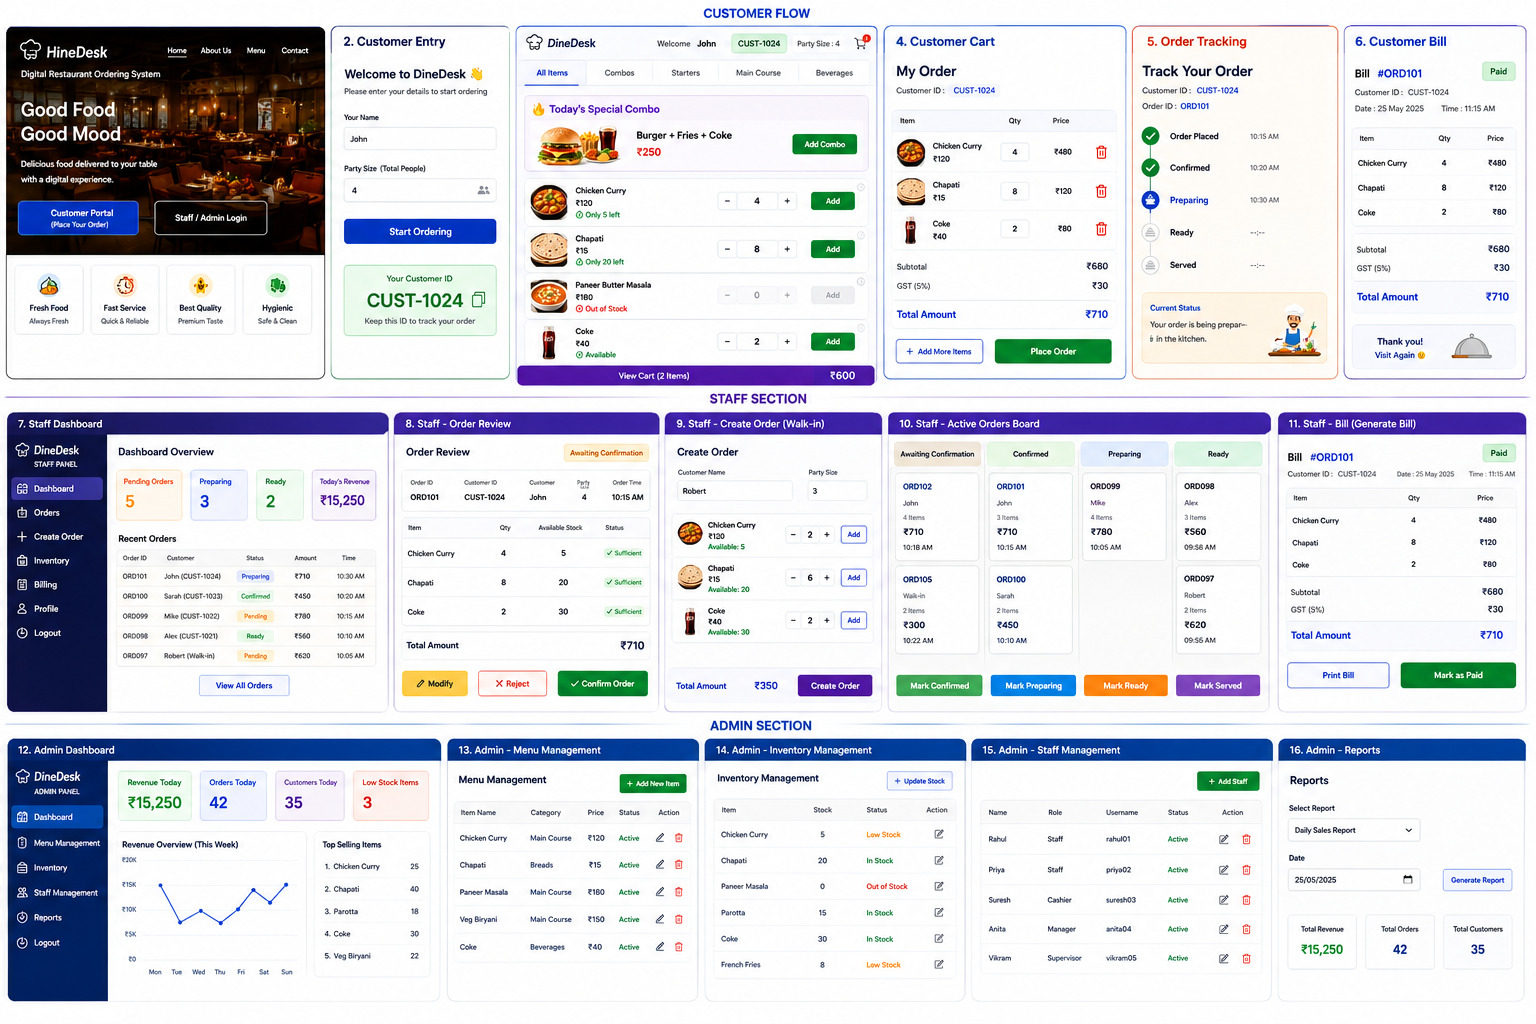 CUSTOMER FLOW
HineDesk
Home About Us Menu Contact
Digital Restaurant Ordering System
Good Food
Good Mood
Delicious food delivered to your table
with a digital experience.
Customer Portal
(Place Your Order)
Staff / Admin Login
Fresh Food
Always Fresh
Fast Service
Quick & Reliable
Best Quality
Premium Taste
Hygienic
Safe & Clean
2. Customer Entry
Welcome to DineDesk
Please enter your details to start ordering
Your Name
John
Party Size (Total People)
4
Start Ordering
Your Customer ID
CUST-1024
Keep this ID to track your order
DineDesk
Welcome John CUST-1024 Party Size : 4
All Items Combos Starters Main Course Beverages
Today's Special Combo
Burger + Fries + Coke
₹250
Add Combo
Chicken Curry
₹120
Only 5 left
− 4 + Add
Chapati
₹15
Only 20 left
− 8 + Add
Paneer Butter Masala
₹180
Out of Stock
− 0 + Add
Coke
₹40
Available
− 2 + Add
View Cart (2 Items) ₹600
4. Customer Cart
My Order
Customer ID : CUST-1024
Item Qty Price
Chicken Curry
₹120
4 ₹480
Chapati
₹15
8 ₹120
Coke
₹40
2 ₹80
Subtotal ₹680
GST (5%) ₹30
Total Amount ₹710
+ Add More Items
Place Order
5. Order Tracking
Track Your Order
Customer ID : CUST-1024
Order ID : ORD101
Order Placed 10:15 AM
Confirmed 10:20 AM
Preparing 10:30 AM
Ready --:--
Served --:--
Current Status
Your order is being prepar-
in the kitchen.
6. Customer Bill
Bill #ORD101 Paid
Customer ID : CUST-1024
Date : 25 May 2025 Time : 11:15 AM
Item Qty Price
Chicken Curry 4 ₹480
Chapati 8 ₹120
Coke 2 ₹80
Subtotal ₹680
GST (5%) ₹30
Total Amount ₹710
Thank you!
Visit Again
STAFF SECTION
7. Staff Dashboard
DineDesk
STAFF PANEL
Dashboard
Orders
Create Order
Inventory
Billing
Profile
Logout
Dashboard Overview
Pending Orders
5
Preparing
3
Ready
2
Today's Revenue
₹15,250
Recent Orders
Order ID Customer Status Amount Time
ORD101 John (CUST-1024) Preparing ₹710 10:30 AM
ORD100 Sarah (CUST-1023) Confirmed ₹450 10:20 AM
ORD099 Mike (CUST-1022) Pending ₹780 10:15 AM
ORD098 Alex (CUST-1021) Ready ₹560 10:10 AM
ORD097 Robert (Walk-in) Pending ₹620 10:05 AM
View All Orders
8. Staff - Order Review
Order Review Awaiting Confirmation
Order ID Customer ID Customer Party Order Time
ORD101 CUST-1024 John 4 10:15 AM
Item Qty Available Stock Status
Chicken Curry 4 5 ✓ Sufficient
Chapati 8 20 ✓ Sufficient
Coke 2 30 ✓ Sufficient
Total Amount ₹710
Modify
Reject
Confirm Order
9. Staff - Create Order (Walk-in)
Create Order
Customer Name Party Size
Robert 3
Chicken Curry
₹120
Available: 5
− 2 + Add
Chapati
₹15
Available: 20
− 6 + Add
Coke
₹40
Available: 30
− 2 + Add
Total Amount ₹350 Create Order
10. Staff - Active Orders Board
Awaiting Confirmation
ORD102
John
4 Items
₹710
10:18 AM
ORD105
Walk-in
2 Items
₹300
10:22 AM
Mark Confirmed
Confirmed
ORD101
John
3 Items
₹710
10:15 AM
ORD100
Sarah
2 Items
₹450
10:10 AM
Mark Preparing
Preparing
ORD099
Mike
4 Items
₹780
10:05 AM
Mark Ready
Ready
ORD098
Alex
3 Items
₹560
09:58 AM
ORD097
Robert
2 Items
₹620
09:55 AM
Mark Served
11. Staff - Bill (Generate Bill)
Bill #ORD101 Paid
Customer ID : CUST-1024 Date : 25 May 2025 Time : 11:15 AM
Item Qty Price
Chicken Curry 4 ₹480
Chapati 8 ₹120
Coke 2 ₹80
Subtotal ₹680
GST (5%) ₹30
Total Amount ₹710
Print Bill
Mark as Paid
ADMIN SECTION
12. Admin Dashboard
DineDesk
ADMIN PANEL
Dashboard
Menu Management
Inventory
Staff Management
Reports
Logout
Revenue Today
₹15,250
Orders Today
42
Customers Today
35
Low Stock Items
3
Revenue Overview (This Week)
₹20K
₹15K
₹10K
₹5K
₹0
Mon Tue Wed Thu Fri Sat Sun
Top Selling Items
1. Chicken Curry 25
2. Chapati 40
3. Parotta 18
4. Coke 30
5. Veg Biryani 22
13. Admin - Menu Management
Menu Management + Add New Item
Item Name Category Price Status Action
Chicken Curry Main Course ₹120 Active
Chapati Breads ₹15 Active
Paneer Masala Main Course ₹180 Active
Veg Biryani Main Course ₹150 Active
Coke Beverages ₹40 Active
14. Admin - Inventory Management
Inventory Management + Update Stock
Item Stock Status Action
Chicken Curry 5 Low Stock
Chapati 20 In Stock
Paneer Masala 0 Out of Stock
Parotta 15 In Stock
Coke 30 In Stock
French Fries 8 Low Stock
15. Admin - Staff Management
+ Add Staff
Name Role Username Status Action
Rahul Staff rahul01 Active
Priya Staff priya02 Active
Suresh Cashier suresh03 Active
Anita Manager anita04 Active
Vikram Supervisor vikram05 Active
16. Admin - Reports
Reports
Select Report
Daily Sales Report
Date
25/05/2025
Generate Report
Total Revenue
₹15,250
Total Orders
42
Total Customers
35